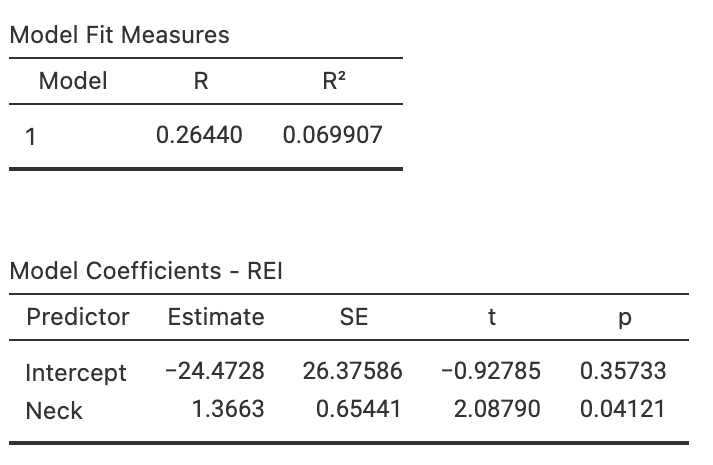 Model Fit Measures
Model R R²
1 0.26440 0.069907
Model Coefficients - REI
Predictor Estimate SE t p
Intercept −24.4728 26.37586 −0.92785 0.35733
Neck 1.3663 0.65441 2.08790 0.04121